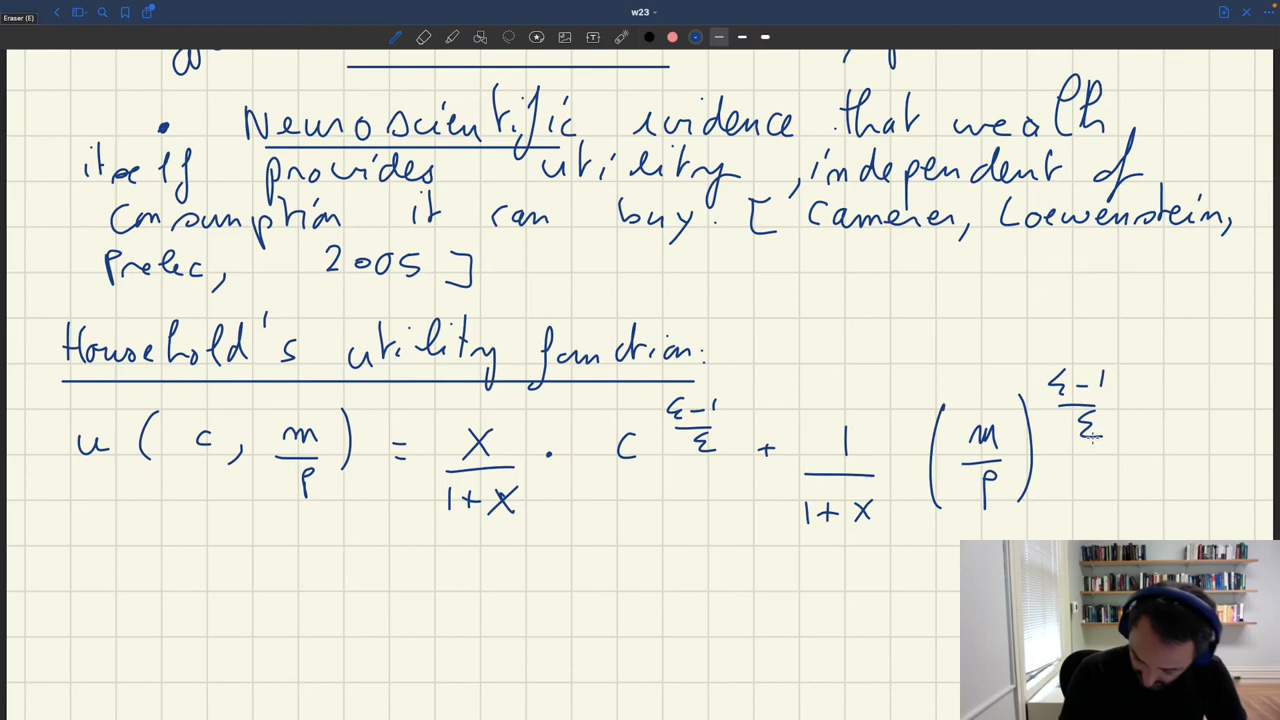 Eraser (E)
w23
• Neuroscientific evidence that wealth
itself provides utility, independent of
consumption it can buy. [Camerer, Loewenstein,
Prelec, 2005]
Household's utility function:
u(c, m/p) = χ/(1+χ) · c^((ε-1)/ε) + 1/(1+χ) (m/p)^((ε-1)/ε)